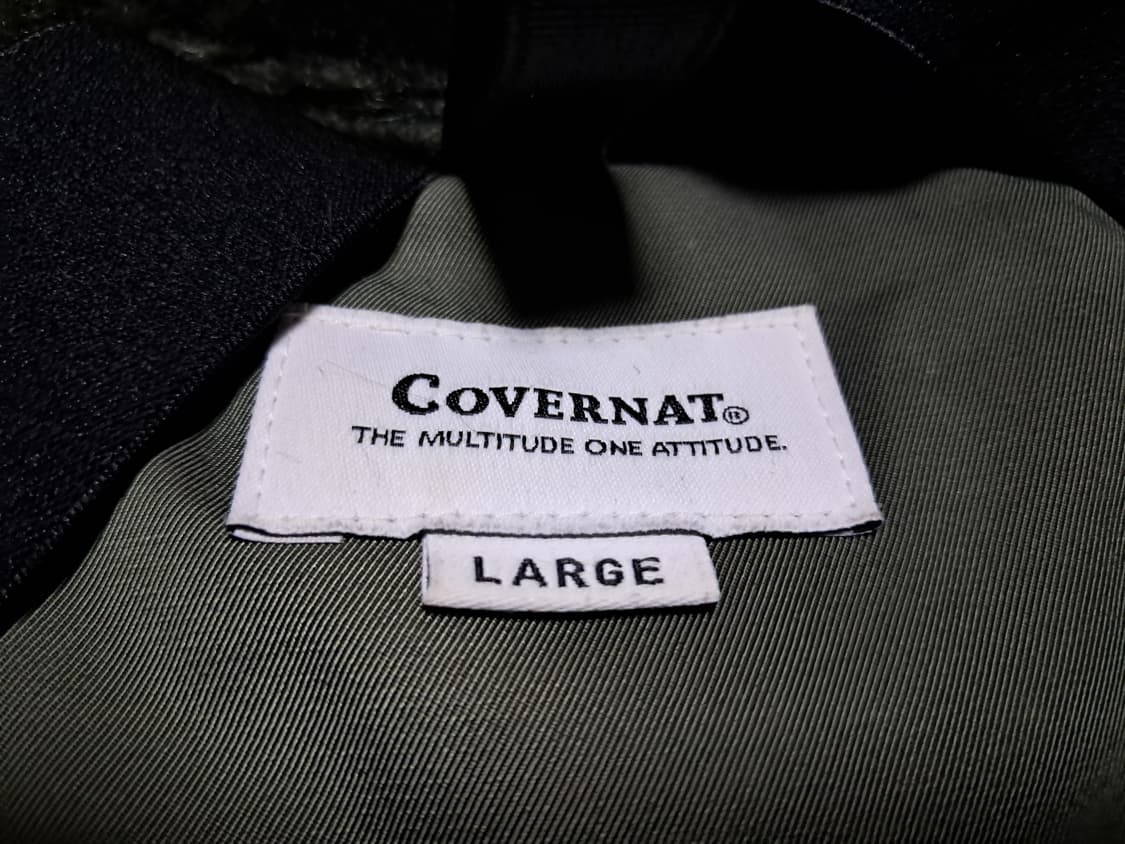 COVERNAT®
THE MULTITUDE ONE ATTITUDE.
LARGE